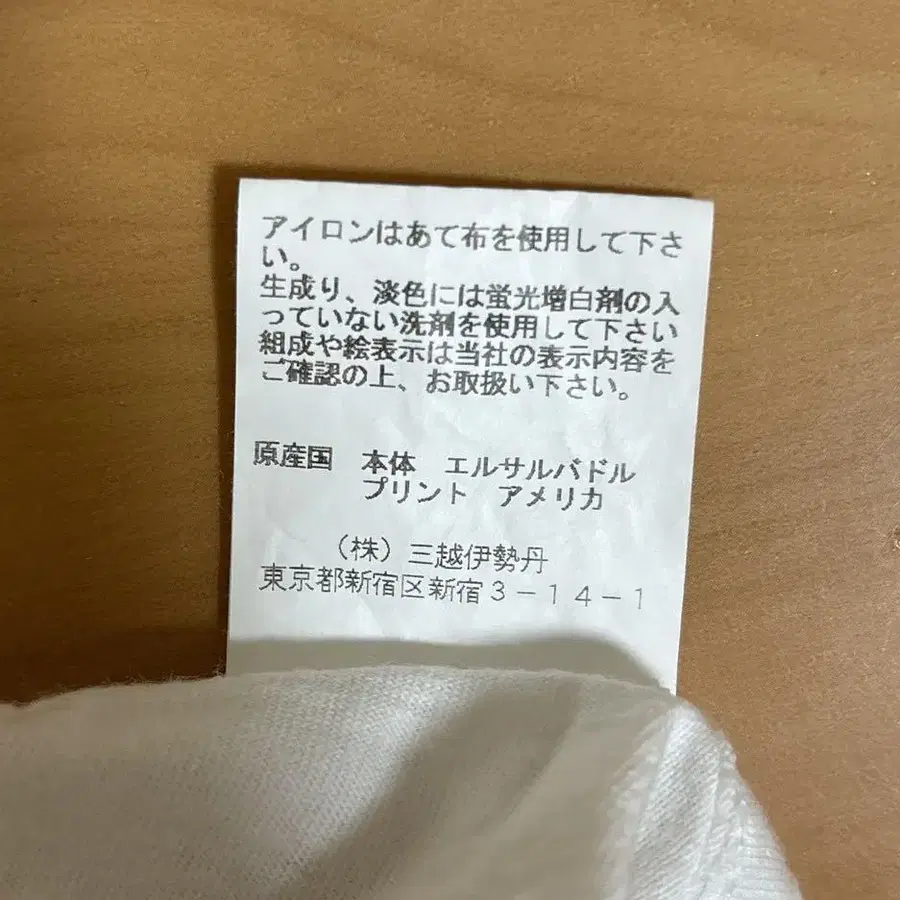 アイロンはあて布を使用して下さ
い。
生成り、淡色には蛍光増白剤の入
っていない洗剤を使用して下さい
組成や絵表示は当社の表示内容を
ご確認の上、お取扱い下さい。
原産国　本体　エルサルバドル
プリント　アメリカ
（株）三越伊勢丹
東京都新宿区新宿３－１４－１